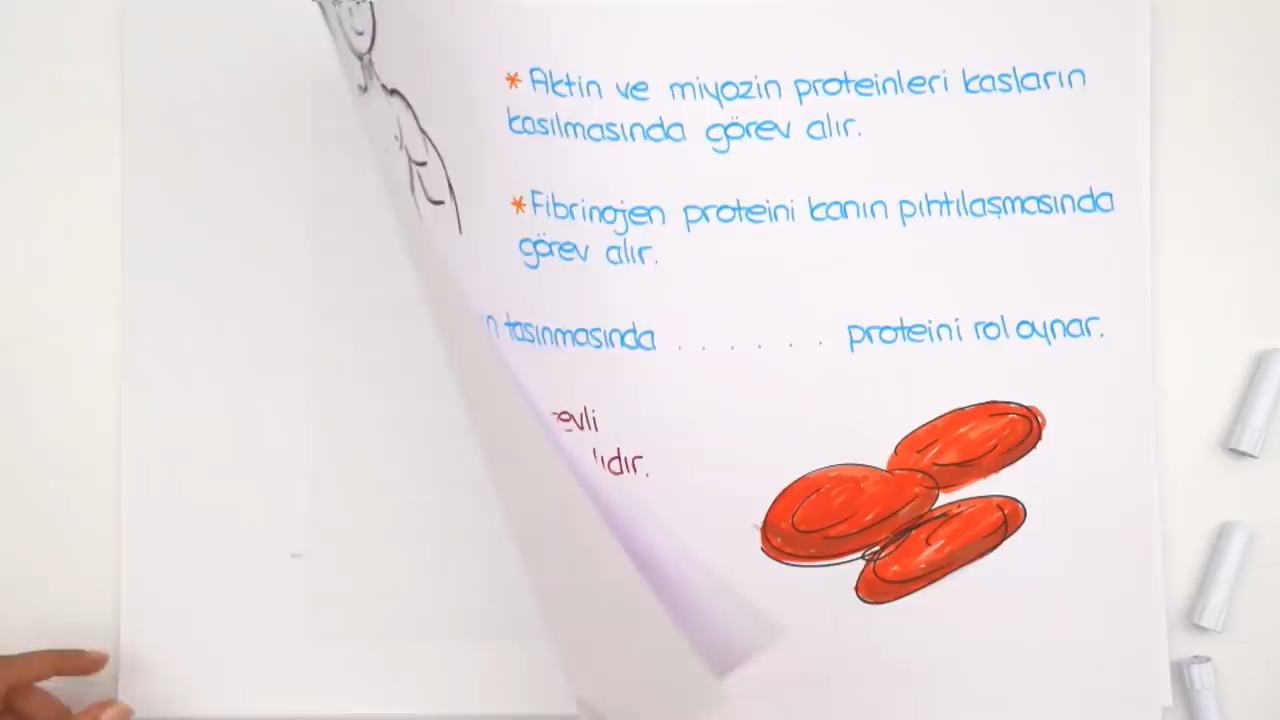 * Aktin ve miyozin proteinleri kasların
kasılmasında görev alır.
* Fibrinojen proteini kanın pıhtılaşmasında
görev alır.
n taşınmasında ...... proteini rol oynar.
evli
lıdır.